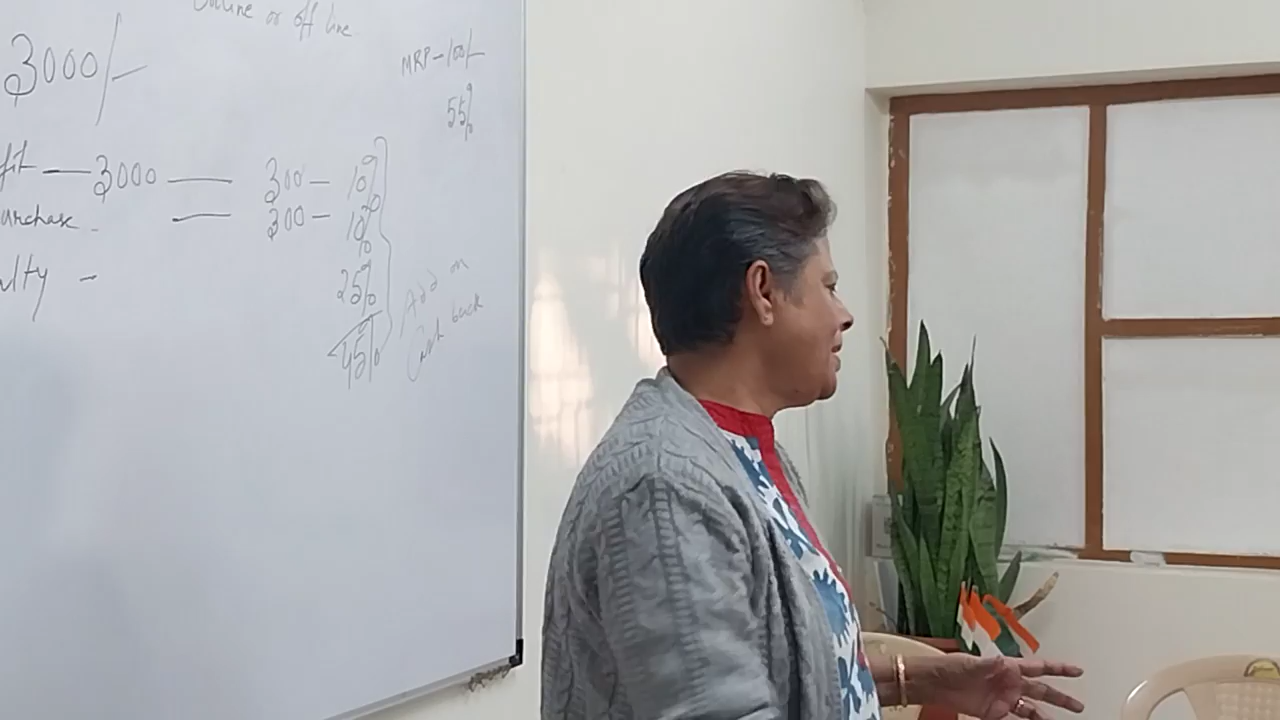 Online or off line
3000/-
MRP - 100/-
55%
fit — 3000 — 300 - 10%
urchase — 300 - 10%
ulty - 25%
45%
Add on
Cash back